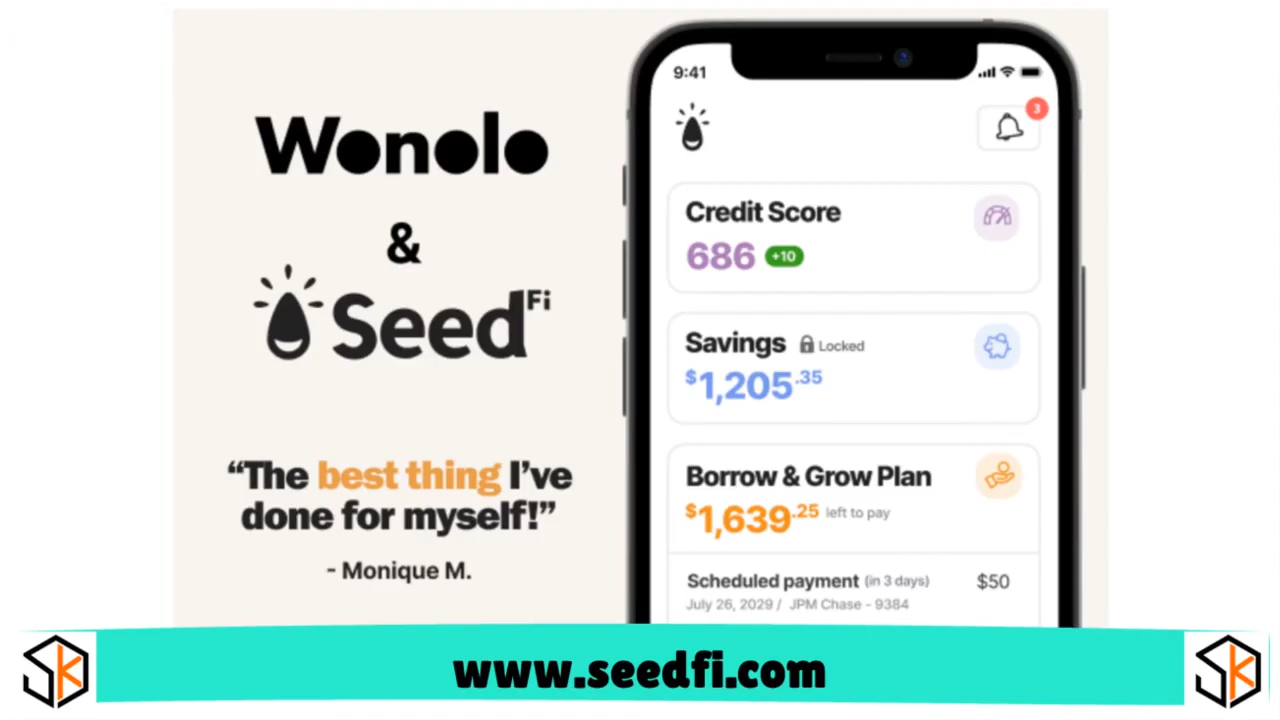 Wonolo
&
SeedFi
“The best thing I’ve
done for myself!”
- Monique M.
9:41
3
Credit Score
686 +10
Savings Locked
$1,205.35
Borrow & Grow Plan
$1,639.25 left to pay
Scheduled payment (in 3 days) $50
July 26, 2029 / JPM Chase - 9384
SK www.seedfi.com SK